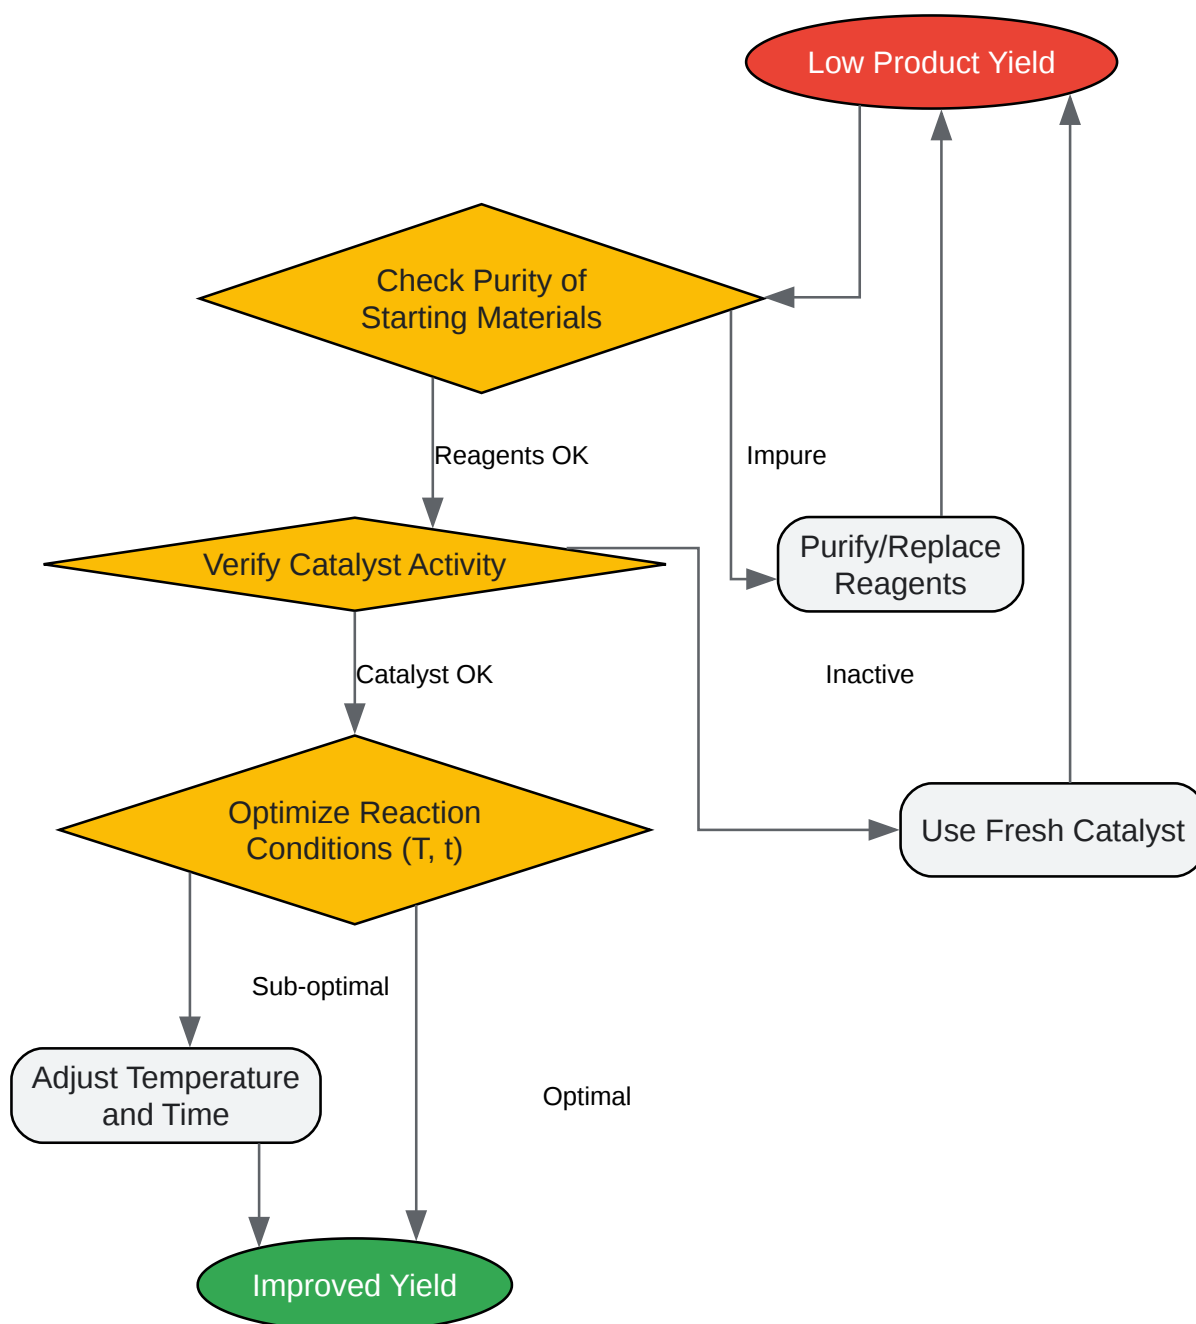 Low Product Yield
Check Purity of
Starting Materials
Reagents OK
Impure
Purify/Replace
Reagents
Verify Catalyst Activity
Catalyst OK
Inactive
Optimize Reaction
Conditions (T, t)
Use Fresh Catalyst
Sub-optimal
Adjust Temperature
and Time
Optimal
Improved Yield